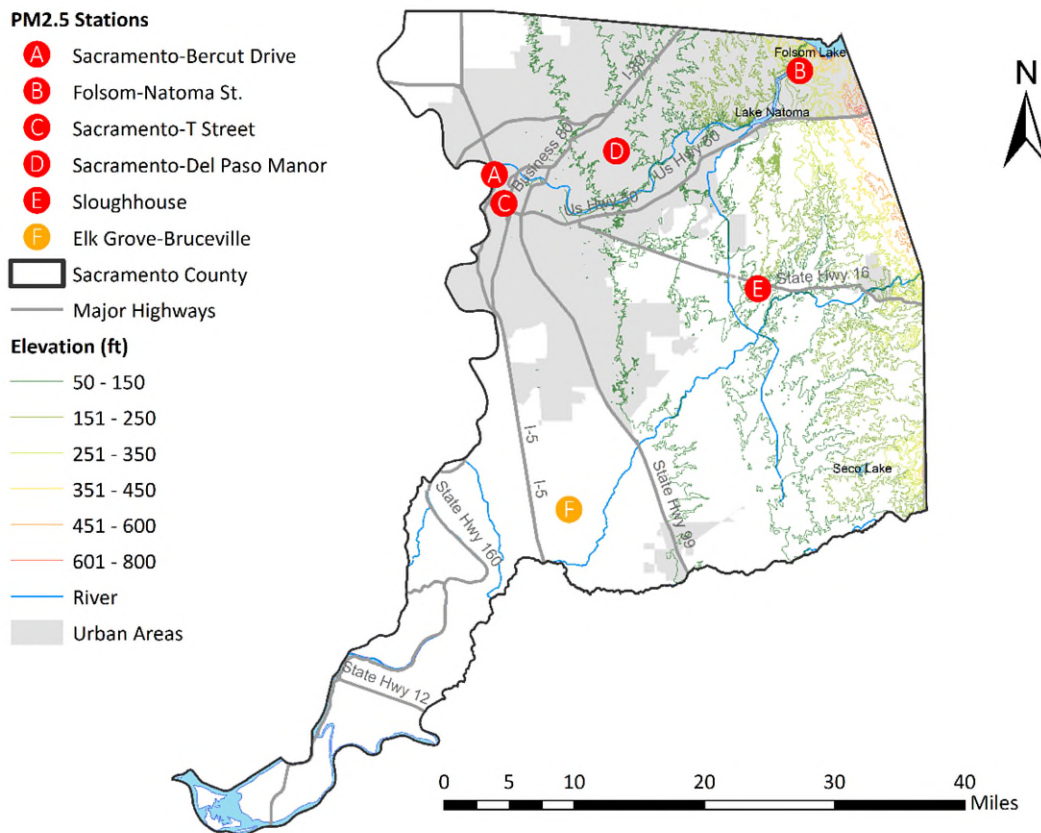 PM2.5 Stations
A Sacramento-Bercut Drive
B Folsom-Natoma St.
C Sacramento-T Street
D Sacramento-Del Paso Manor
E Sloughhouse
F Elk Grove-Bruceville
Sacramento County
Major Highways
Elevation (ft)
50 - 150
151 - 250
251 - 350
351 - 450
451 - 600
601 - 800
River
Urban Areas
Folsom Lake
B
I-80
N
Lake Natoma
D
Business 80
Us Hwy 50
A
C
Us Hwy 50
State Hwy 16
E
I-5
I-5
State Hwy 99
Seco Lake
F
State Hwy 160
State Hwy 12
0 5 10 20 30 40
Miles